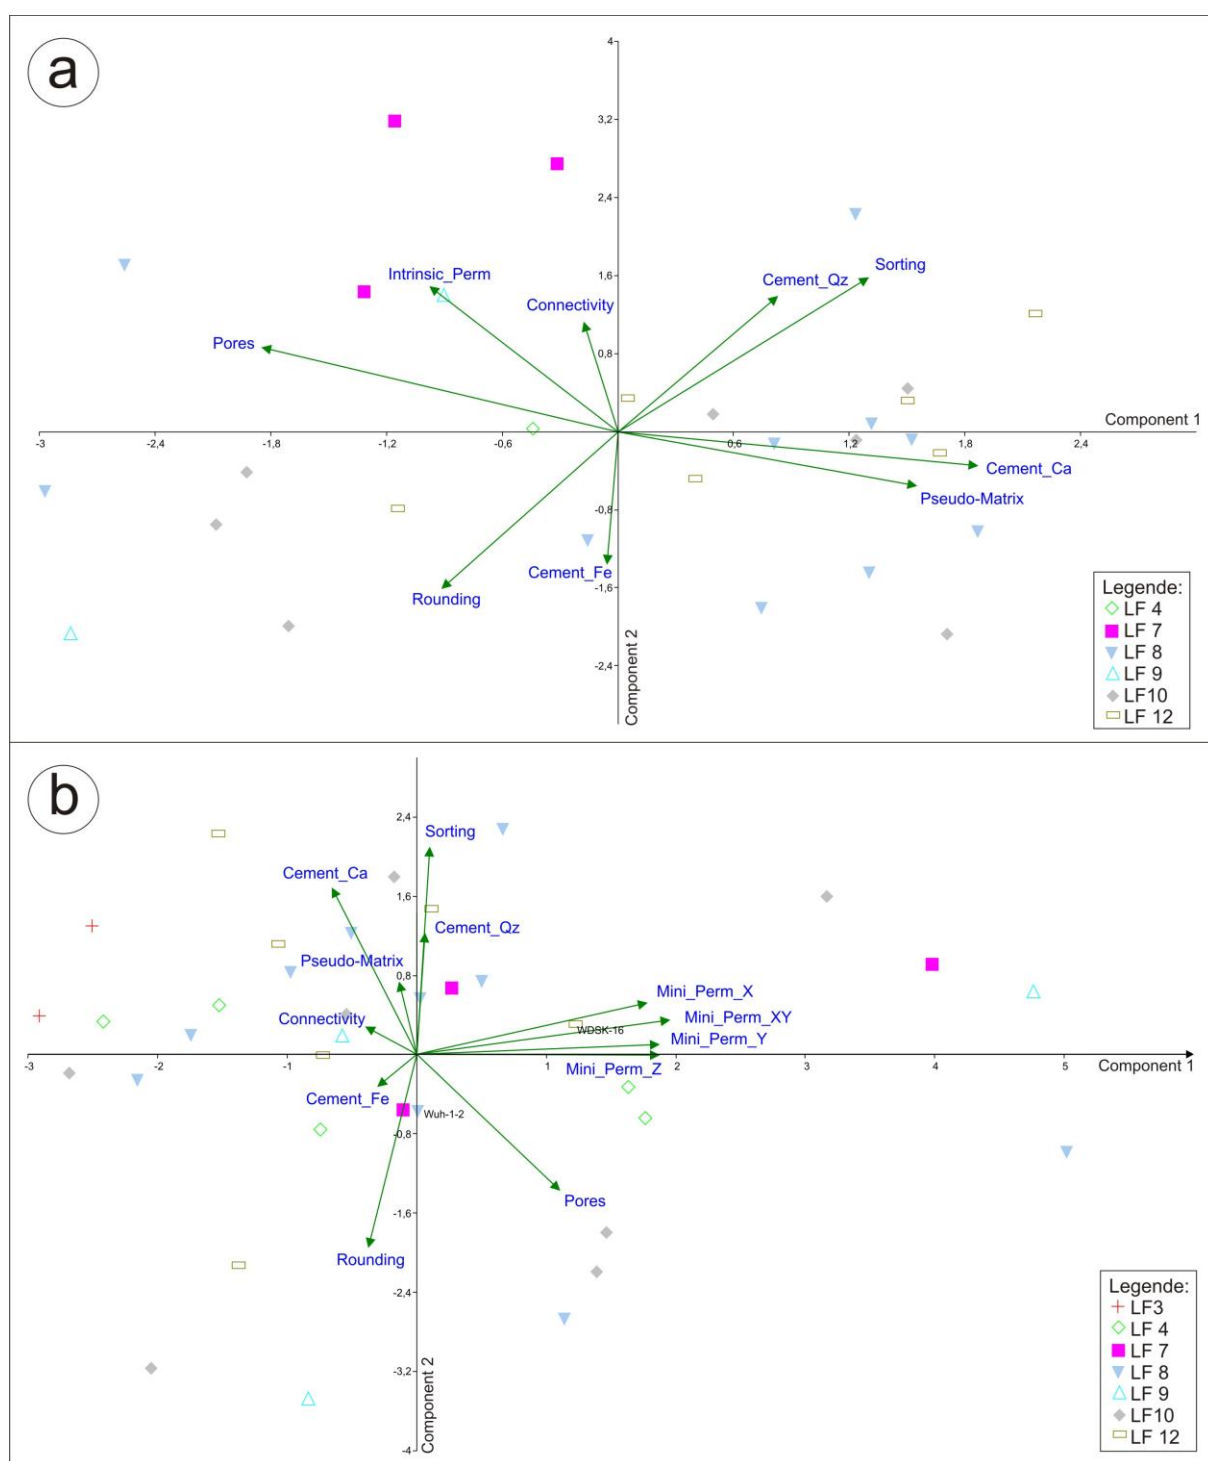 a
4
3,2
2,4
1,6
0,8
-0,8
-1,6
-2,4
-3
-2,4
-1,8
-1,2
-0,6
0,6
1,2
1,8
2,4
Component 1
Component 2
Intrinsic_Perm
Connectivity
Pores
Cement_Qz
Sorting
Cement_Ca
Pseudo-Matrix
Cement_Fe
Rounding
Legende:
LF 4
LF 7
LF 8
LF 9
LF10
LF 12
b
2,4
1,6
0,8
-0,8
-1,6
-2,4
-3,2
-4
-3
-2
-1
1
2
3
4
5
Component 1
Component 2
Sorting
Cement_Ca
Cement_Qz
Pseudo-Matrix
Connectivity
Mini_Perm_X
Mini_Perm_XY
WDSK-16
Mini_Perm_Y
Mini_Perm_Z
Cement_Fe
Wuh-1-2
Pores
Rounding
Legende:
LF3
LF 4
LF 7
LF 8
LF 9
LF10
LF 12